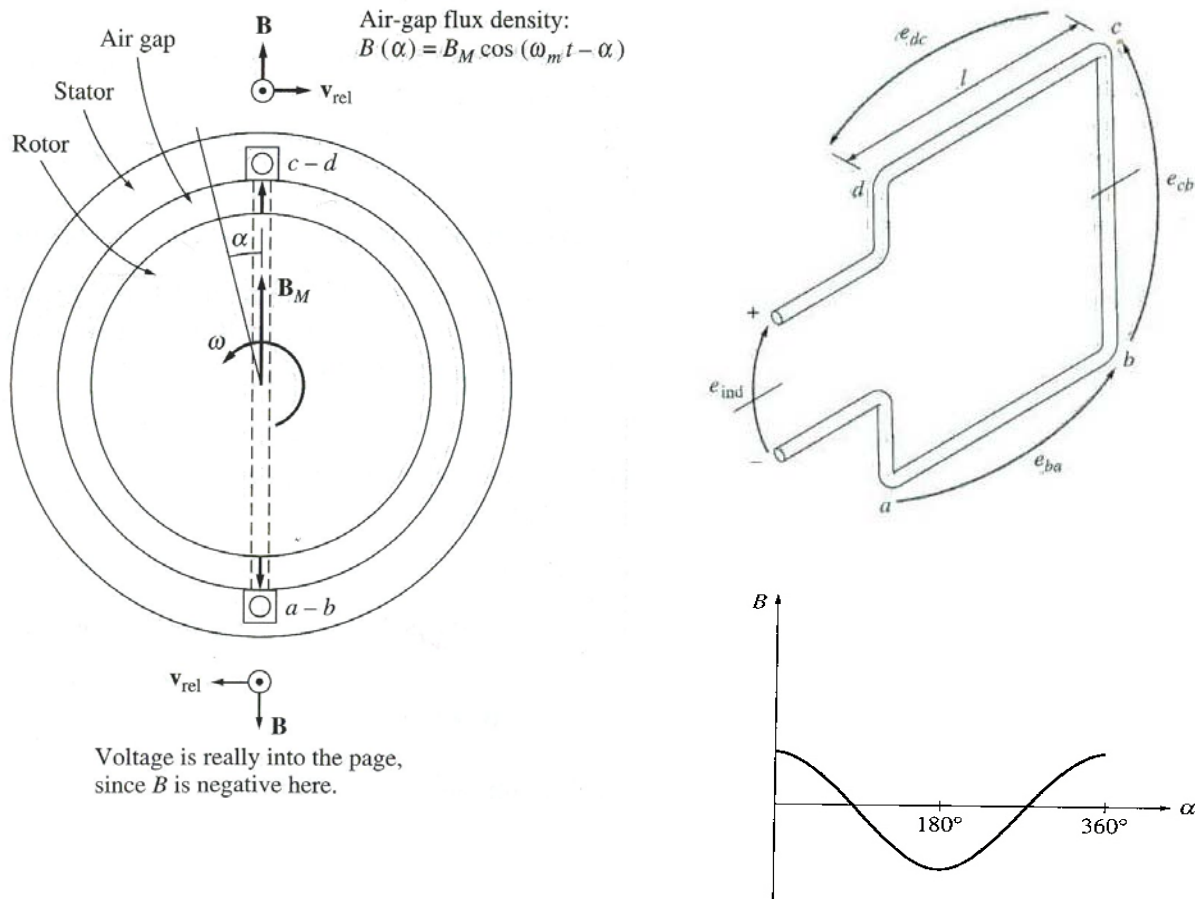 Air-gap flux density:
B (α) = B_M cos (ω_m t – α)
B
Air gap
v_rel
Stator
Rotor
c – d
α
B_M
ω
a – b
v_rel
B
Voltage is really into the page,
since B is negative here.
e_dc
c
l
d
e_cb
+
b
e_ind
–
e_ba
a
B
180°
360°
α